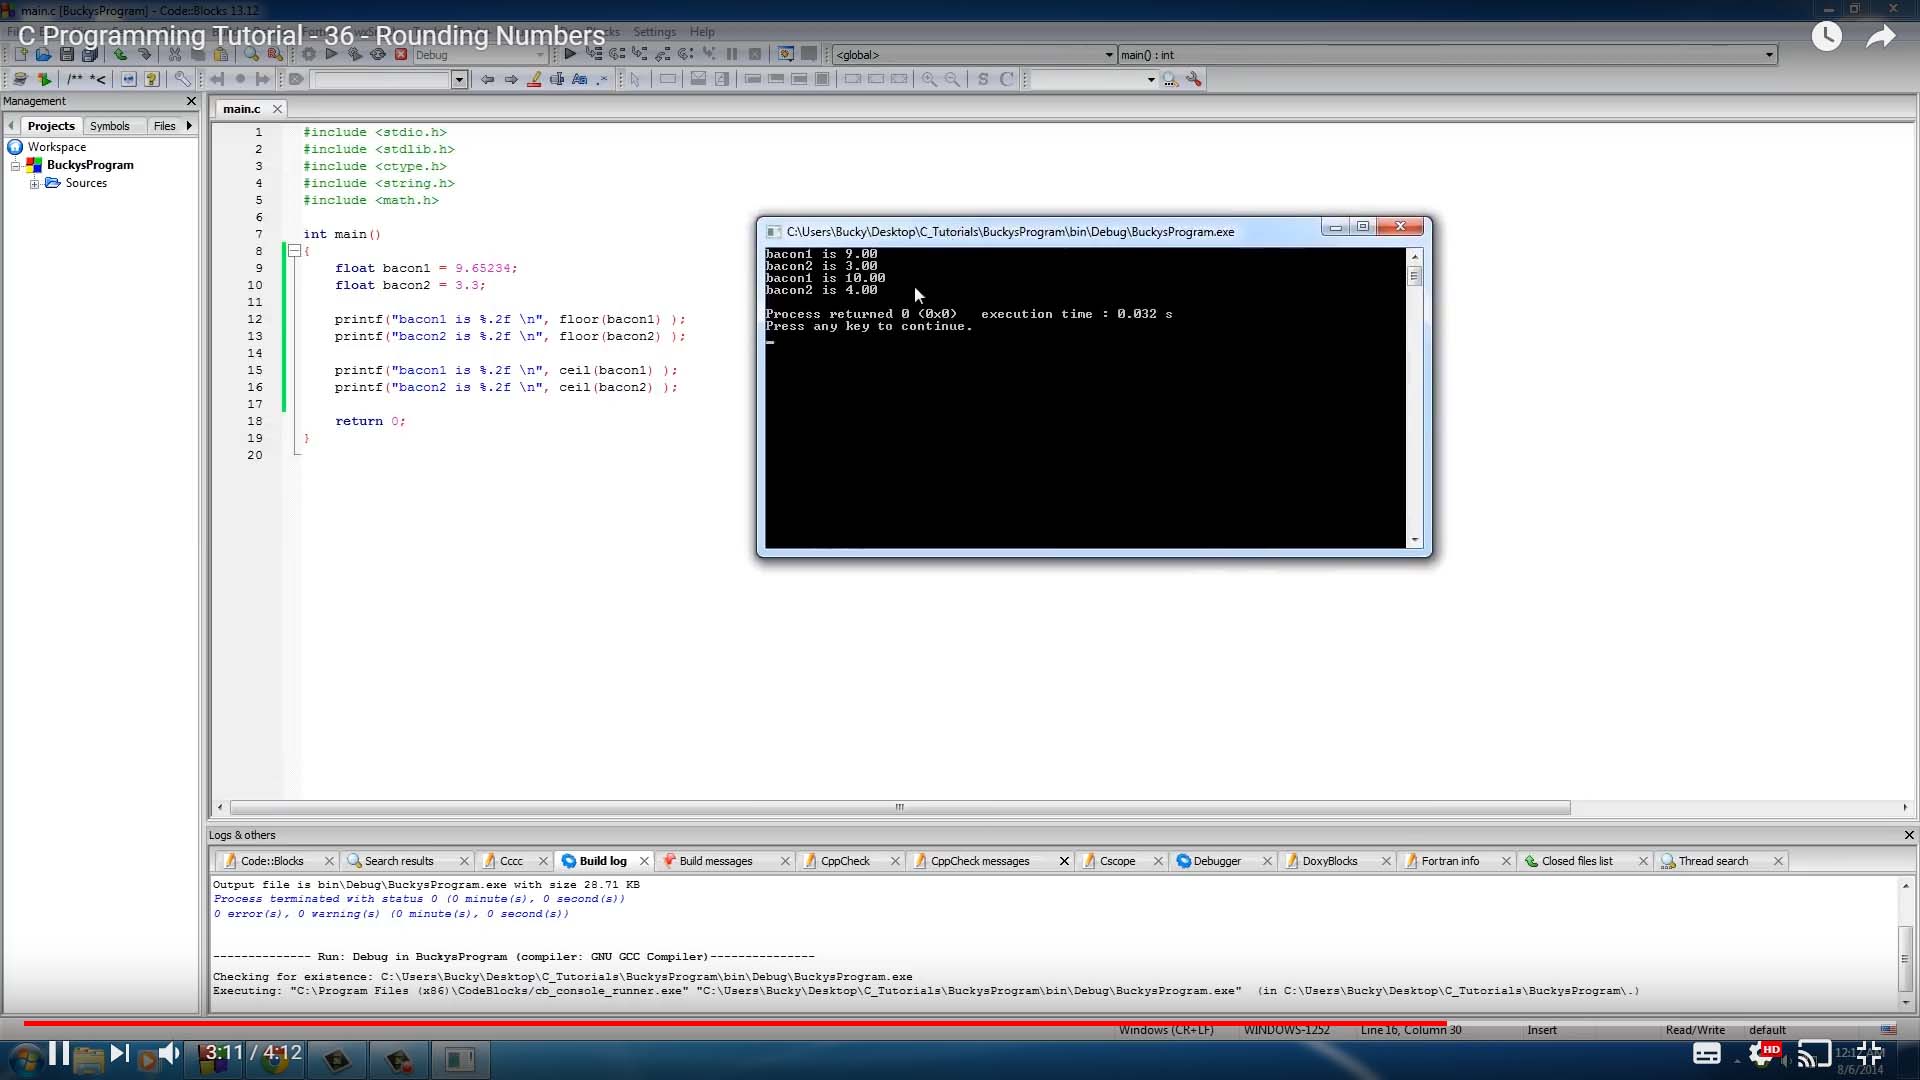 main.c [BuckysProgram] - Code::Blocks 13.12
C Programming Tutorial - 36 - Rounding Numbers
Settings Help
Debug
<global>
main() : int
/** *<
S C
Management
main.c
Projects Symbols Files
Workspace
BuckysProgram
Sources
1 #include <stdio.h>
2 #include <stdlib.h>
3 #include <ctype.h>
4 #include <string.h>
5 #include <math.h>
6
7 int main()
8 {
9 float bacon1 = 9.65234;
10 float bacon2 = 3.3;
11
12 printf("bacon1 is %.2f \n", floor(bacon1) );
13 printf("bacon2 is %.2f \n", floor(bacon2) );
14
15 printf("bacon1 is %.2f \n", ceil(bacon1) );
16 printf("bacon2 is %.2f \n", ceil(bacon2) );
17
18 return 0;
19 }
20
C:\Users\Bucky\Desktop\C_Tutorials\BuckysProgram\bin\Debug\BuckysProgram.exe
bacon1 is 9.00
bacon2 is 3.00
bacon1 is 10.00
bacon2 is 4.00
Process returned 0 (0x0) execution time : 0.032 s
Press any key to continue.
Logs & others
Code::Blocks Search results Cccc Build log Build messages CppCheck CppCheck messages Cscope Debugger DoxyBlocks Fortran info Closed files list Thread search
Output file is bin\Debug\BuckysProgram.exe with size 28.71 KB
Process terminated with status 0 (0 minute(s), 0 second(s))
0 error(s), 0 warning(s) (0 minute(s), 0 second(s))
-------------- Run: Debug in BuckysProgram (compiler: GNU GCC Compiler)---------------
Checking for existence: C:\Users\Bucky\Desktop\C_Tutorials\BuckysProgram\bin\Debug\BuckysProgram.exe
Executing: "C:\Program Files (x86)\CodeBlocks/cb_console_runner.exe" "C:\Users\Bucky\Desktop\C_Tutorials\BuckysProgram\bin\Debug\BuckysProgram.exe" (in C:\Users\Bucky\Desktop\C_Tutorials\BuckysProgram\.)
Windows (CR+LF) WINDOWS-1252 Line 16, Column 30 Insert Read/Write default
3:11 / 4:12
HD
8/6/2014